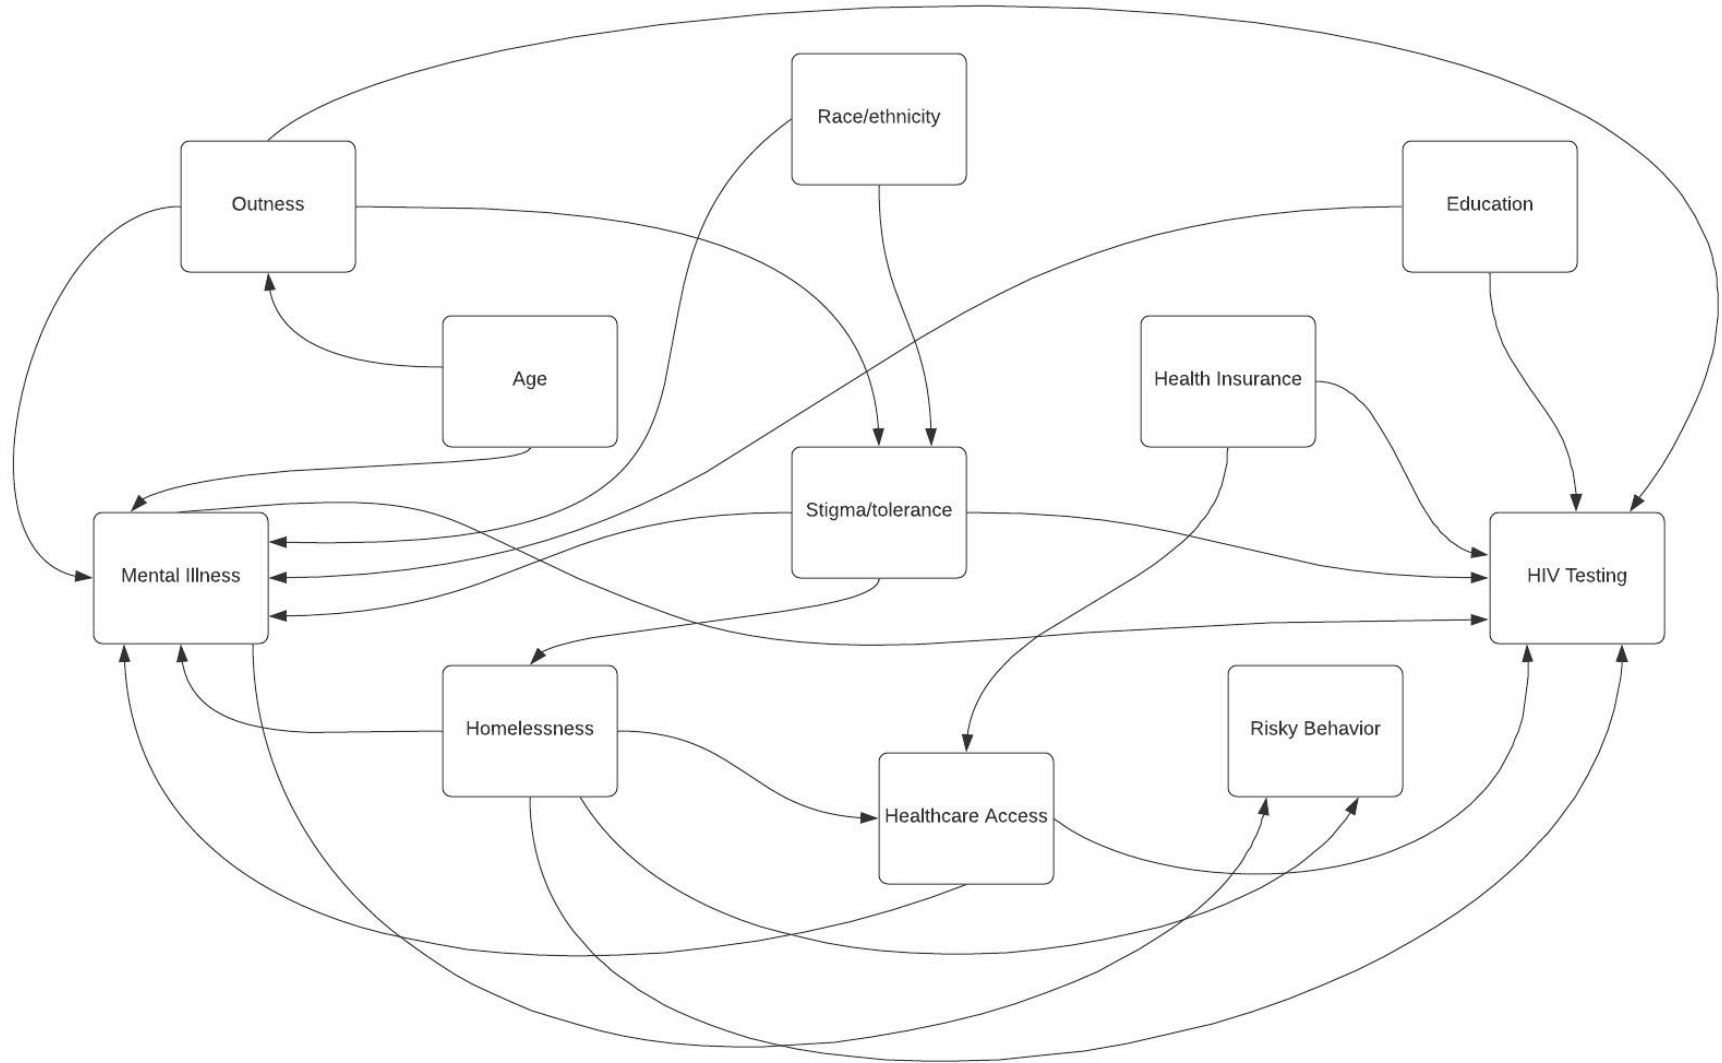 Race/ethnicity
Outness
Education
Age
Health Insurance
Stigma/tolerance
Mental Illness
HIV Testing
Homelessness
Risky Behavior
Healthcare Access